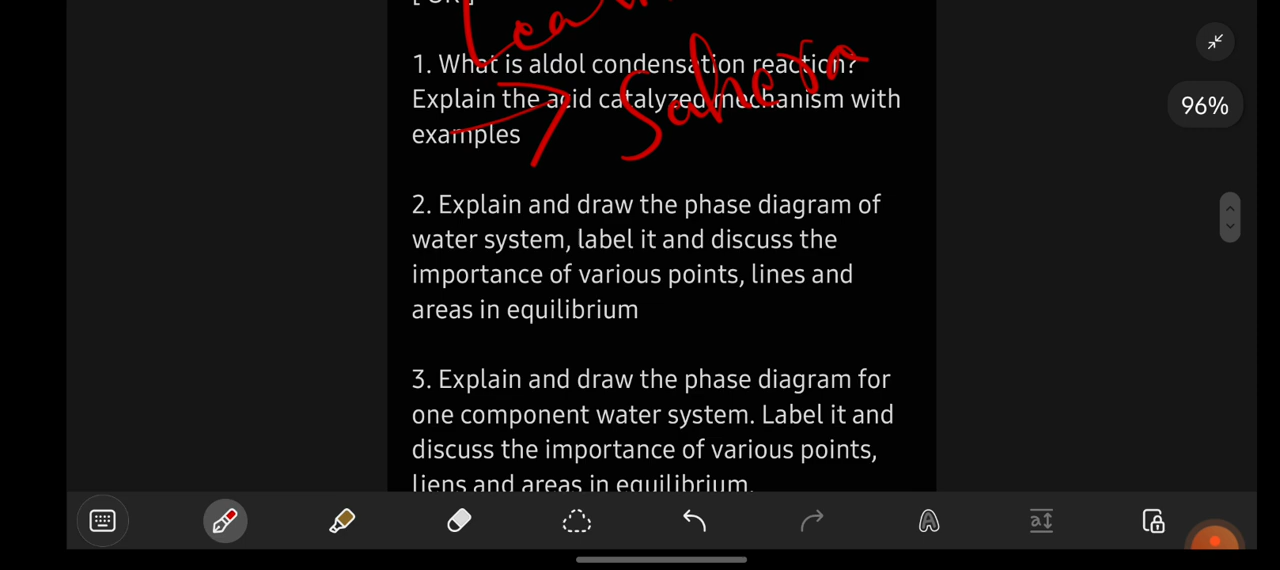 1. What is aldol condensation reaction?
Explain the acid catalyzed mechanism with
examples
Sahera
96%
2. Explain and draw the phase diagram of
water system, label it and discuss the
importance of various points, lines and
areas in equilibrium
3. Explain and draw the phase diagram for
one component water system. Label it and
discuss the importance of various points,
liens and areas in equilibrium.